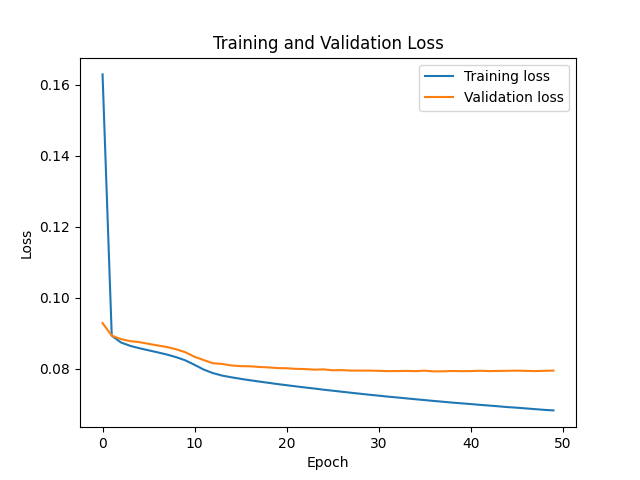 Training and Validation Loss
Training loss
Validation loss
0.16
0.14
0.12
0.10
0.08
Loss
0 10 20 30 40 50
Epoch